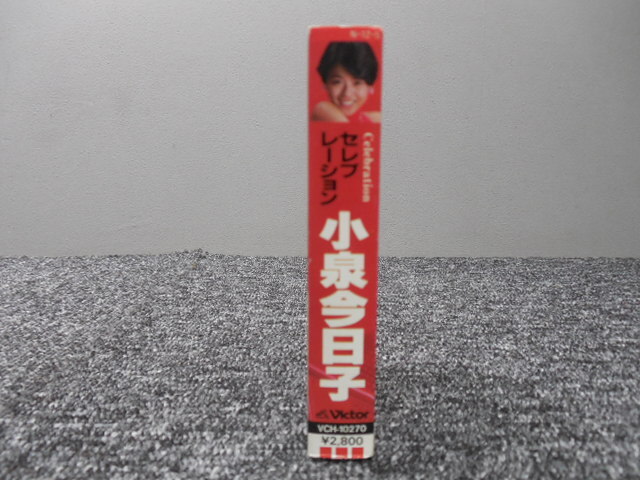 N-12-5
Celebration
セレブ
レーション
小泉今日子
Victor
VCH-10270
¥2,800